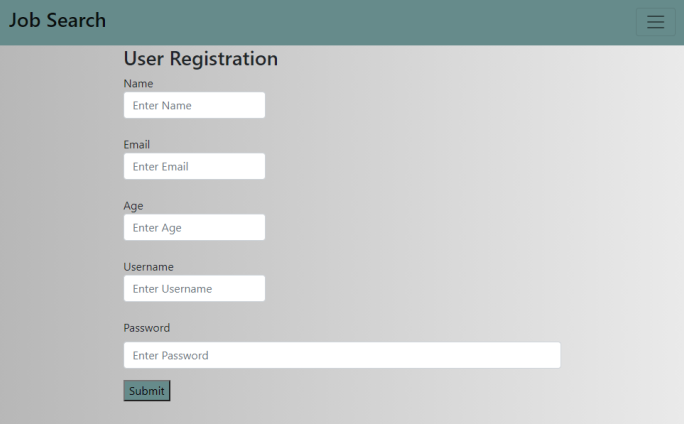 Job Search
User Registration
Name
Enter Name
Email
Enter Email
Age
Enter Age
Username
Enter Username
Password
Enter Password
Submit